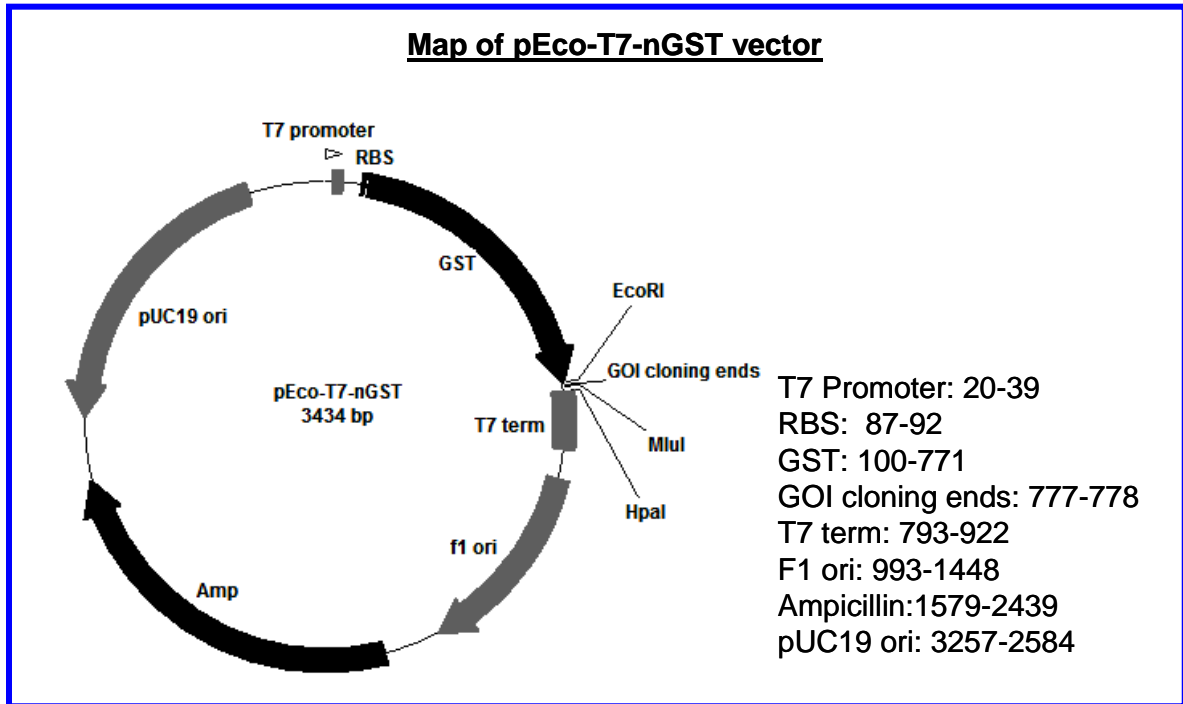 Map of pEco-T7-nGST vector
T7 promoter
RBS
GST
EcoRI
pUC19 ori
GOI cloning ends
pEco-T7-nGST
3434 bp
T7 term
MluI
HpaI
f1 ori
Amp
T7 Promoter: 20-39
RBS:  87-92
GST: 100-771
GOI cloning ends: 777-778
T7 term: 793-922
F1 ori: 993-1448
Ampicillin:1579-2439
pUC19 ori: 3257-2584